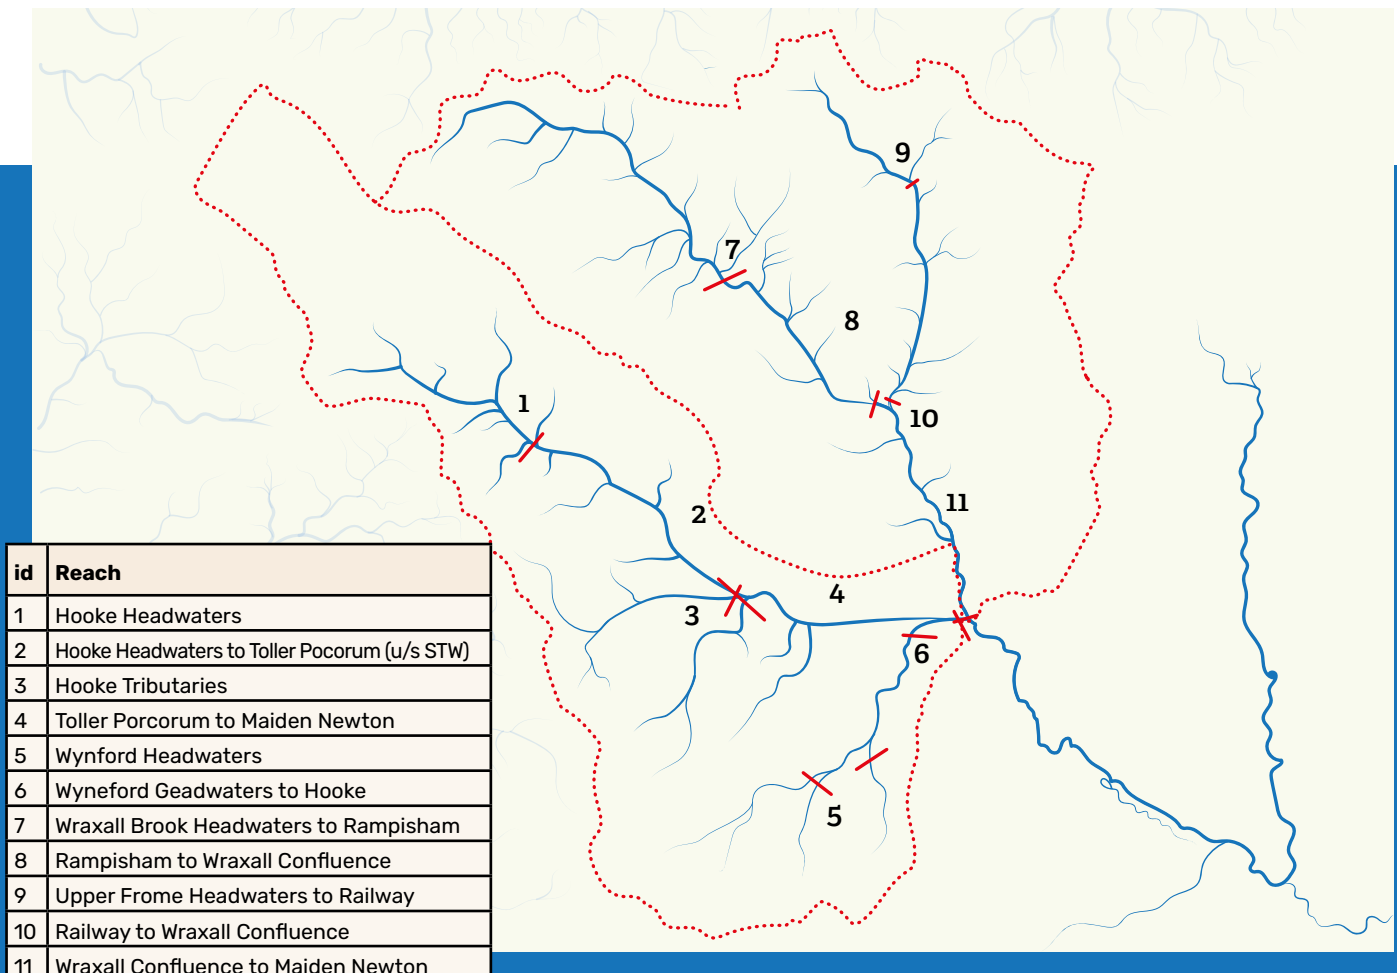 9
7
8
1
10
11
2
4
3
6
5
id Reach
1 Hooke Headwaters
2 Hooke Headwaters to Toller Pocorum (u/s STW)
3 Hooke Tributaries
4 Toller Porcorum to Maiden Newton
5 Wynford Headwaters
6 Wyneford Geadwaters to Hooke
7 Wraxall Brook Headwaters to Rampisham
8 Rampisham to Wraxall Confluence
9 Upper Frome Headwaters to Railway
10 Railway to Wraxall Confluence
11 Wraxall Confluence to Maiden Newton